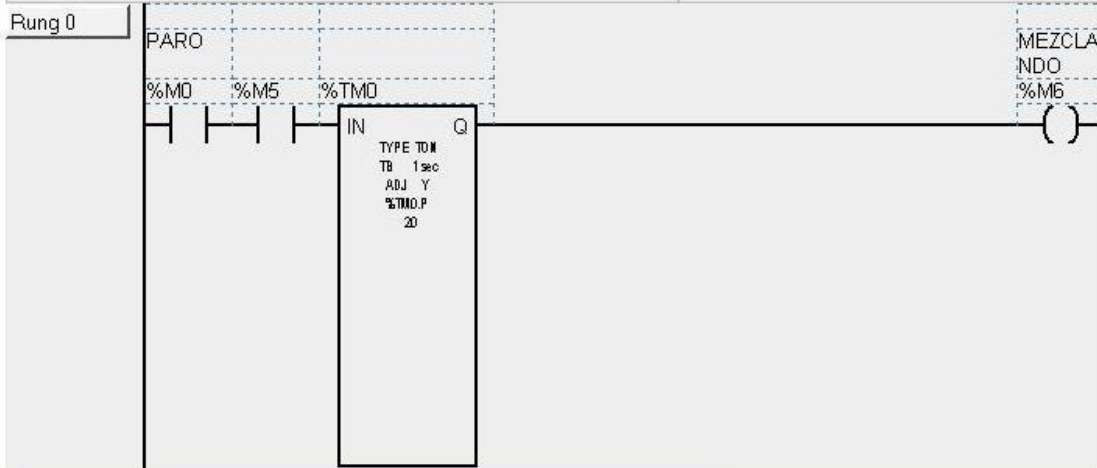 Rung 0
PARO
MEZCLA
NDO
%M0 %M5 %TM0 %M6
IN Q
TYPE TON
TB 1sec
ADJ Y
%TM0.P
20